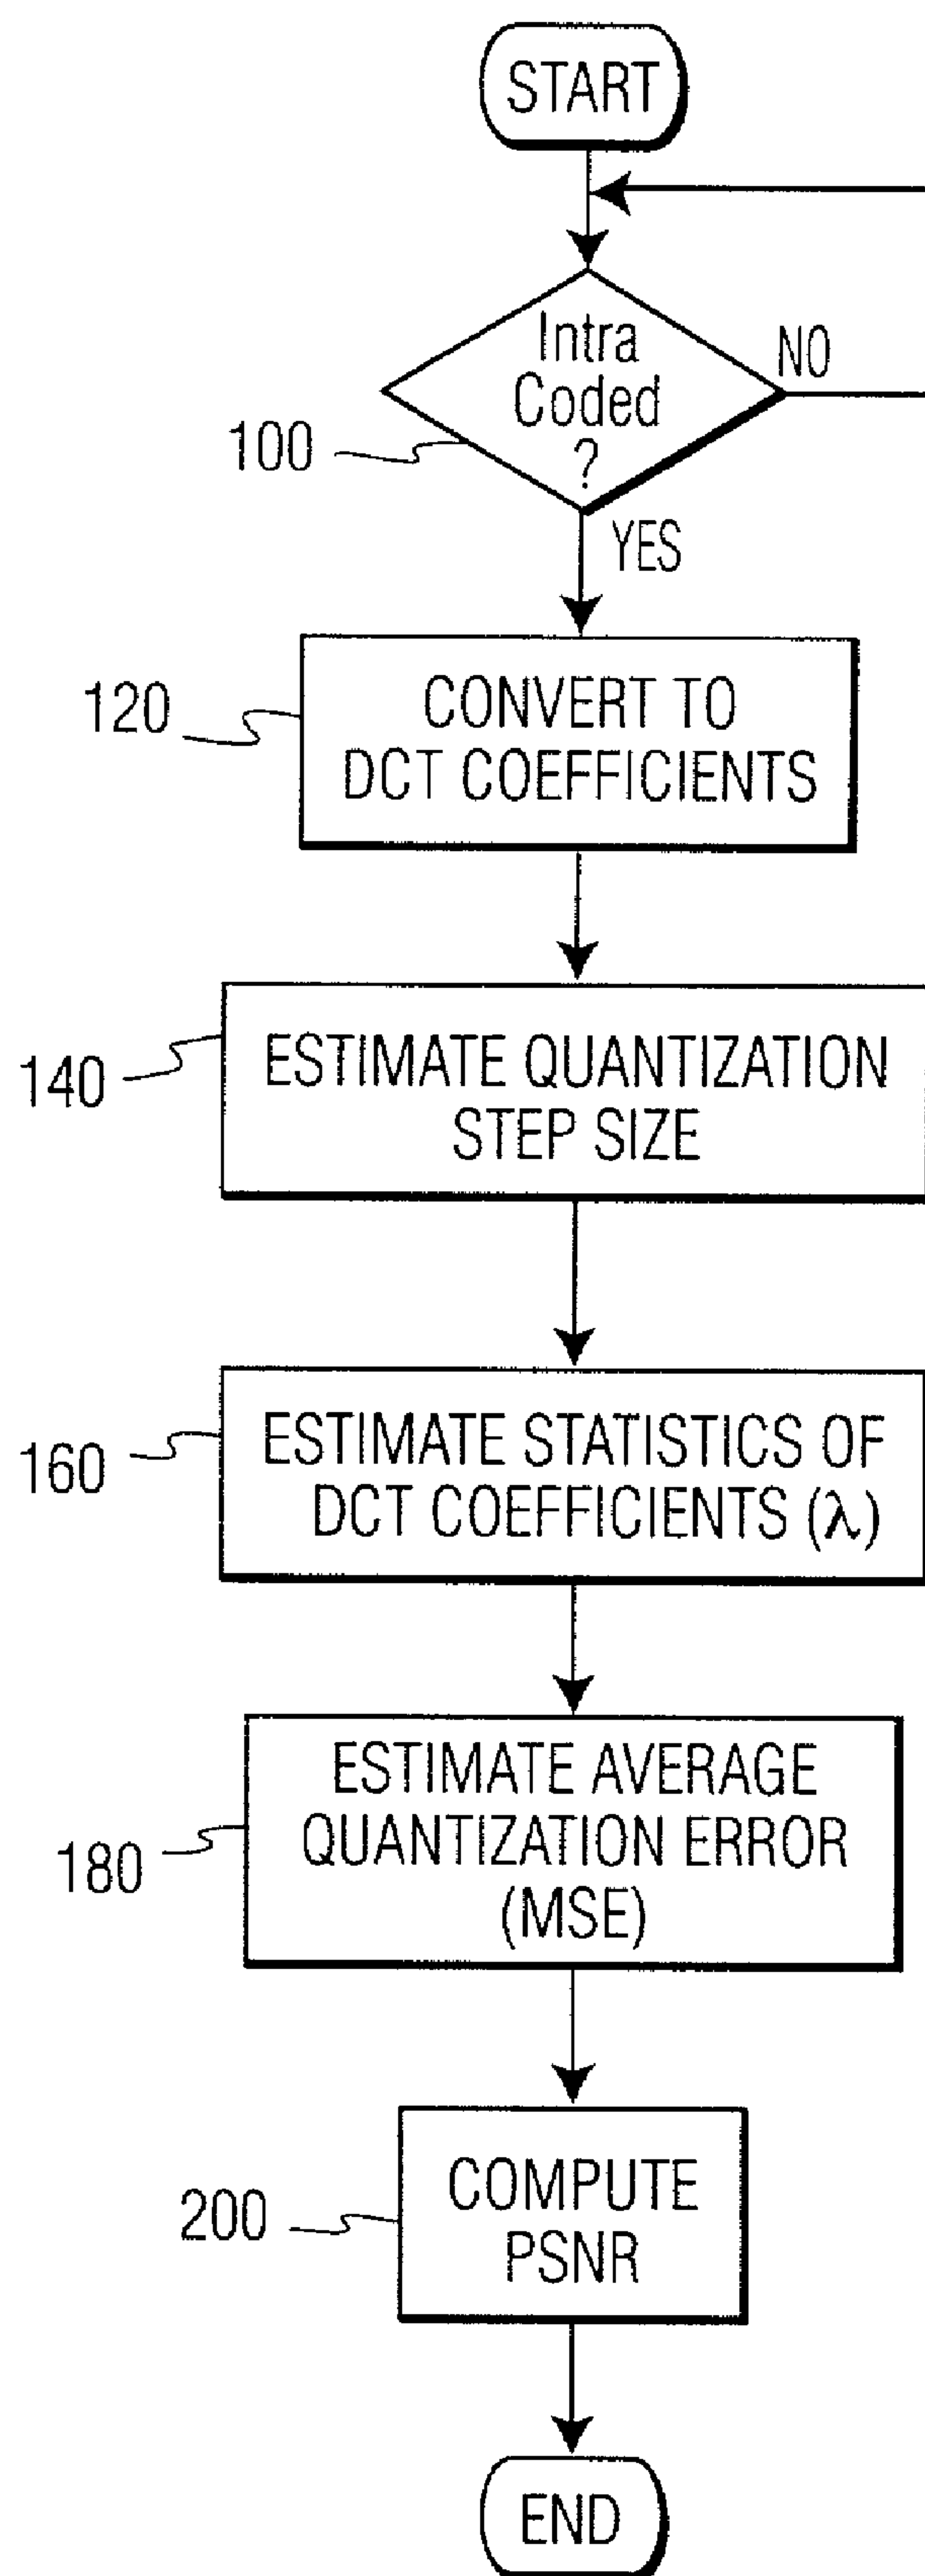 START
Intra
Coded
?
NO
100
YES
120
CONVERT TO
DCT COEFFICIENTS
140
ESTIMATE QUANTIZATION
STEP SIZE
160
ESTIMATE STATISTICS OF
DCT COEFFICIENTS (λ)
180
ESTIMATE AVERAGE
QUANTIZATION ERROR
(MSE)
200
COMPUTE
PSNR
END